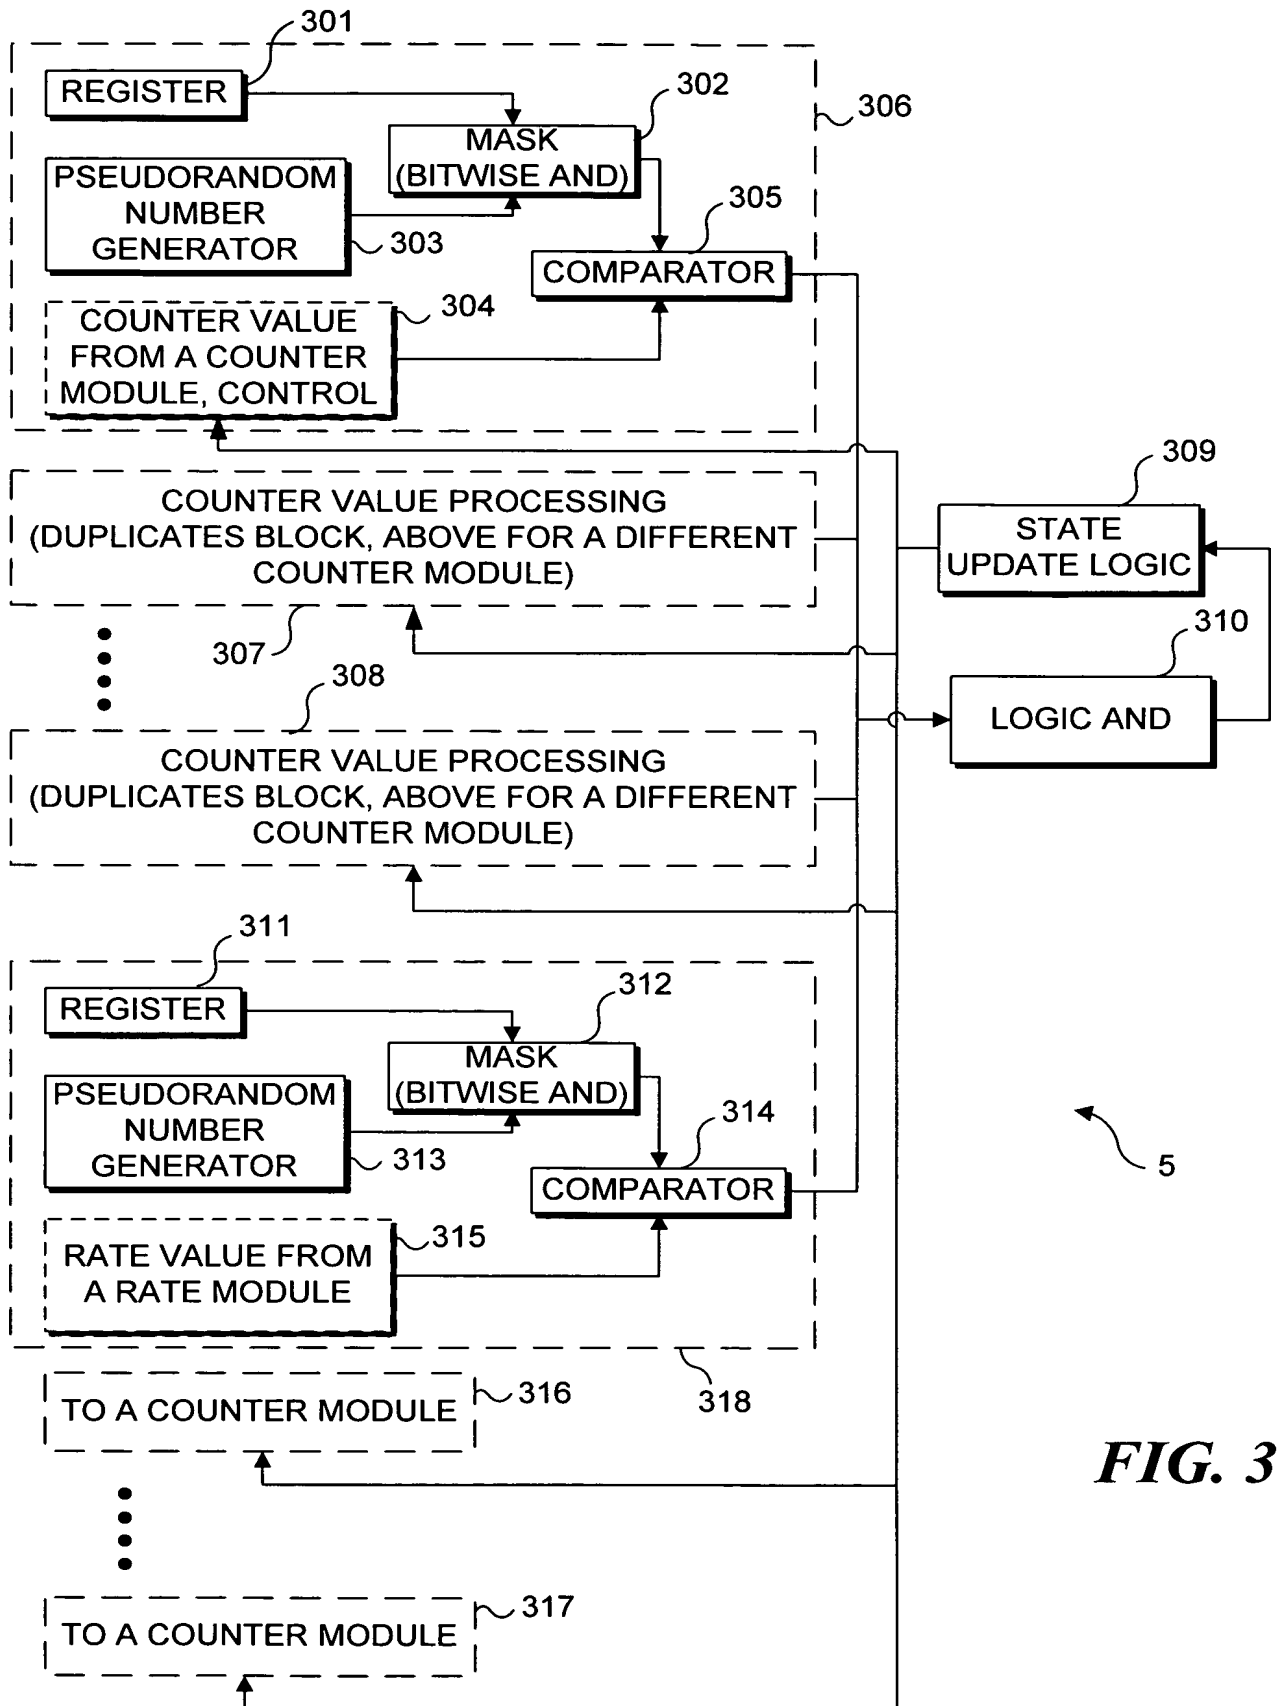 301
REGISTER
302
306
MASK
(BITWISE AND)
PSEUDORANDOM
NUMBER
GENERATOR
303
305
COMPARATOR
COUNTER VALUE
FROM A COUNTER
MODULE, CONTROL
304
309
COUNTER VALUE PROCESSING
(DUPLICATES BLOCK, ABOVE FOR A DIFFERENT
COUNTER MODULE)
STATE
UPDATE LOGIC
307
310
308
LOGIC AND
COUNTER VALUE PROCESSING
(DUPLICATES BLOCK, ABOVE FOR A DIFFERENT
COUNTER MODULE)
311
REGISTER
312
MASK
(BITWISE AND)
PSEUDORANDOM
NUMBER
GENERATOR
313
314
COMPARATOR
5
RATE VALUE FROM
A RATE MODULE
315
318
316
TO A COUNTER MODULE
FIG. 3
317
TO A COUNTER MODULE